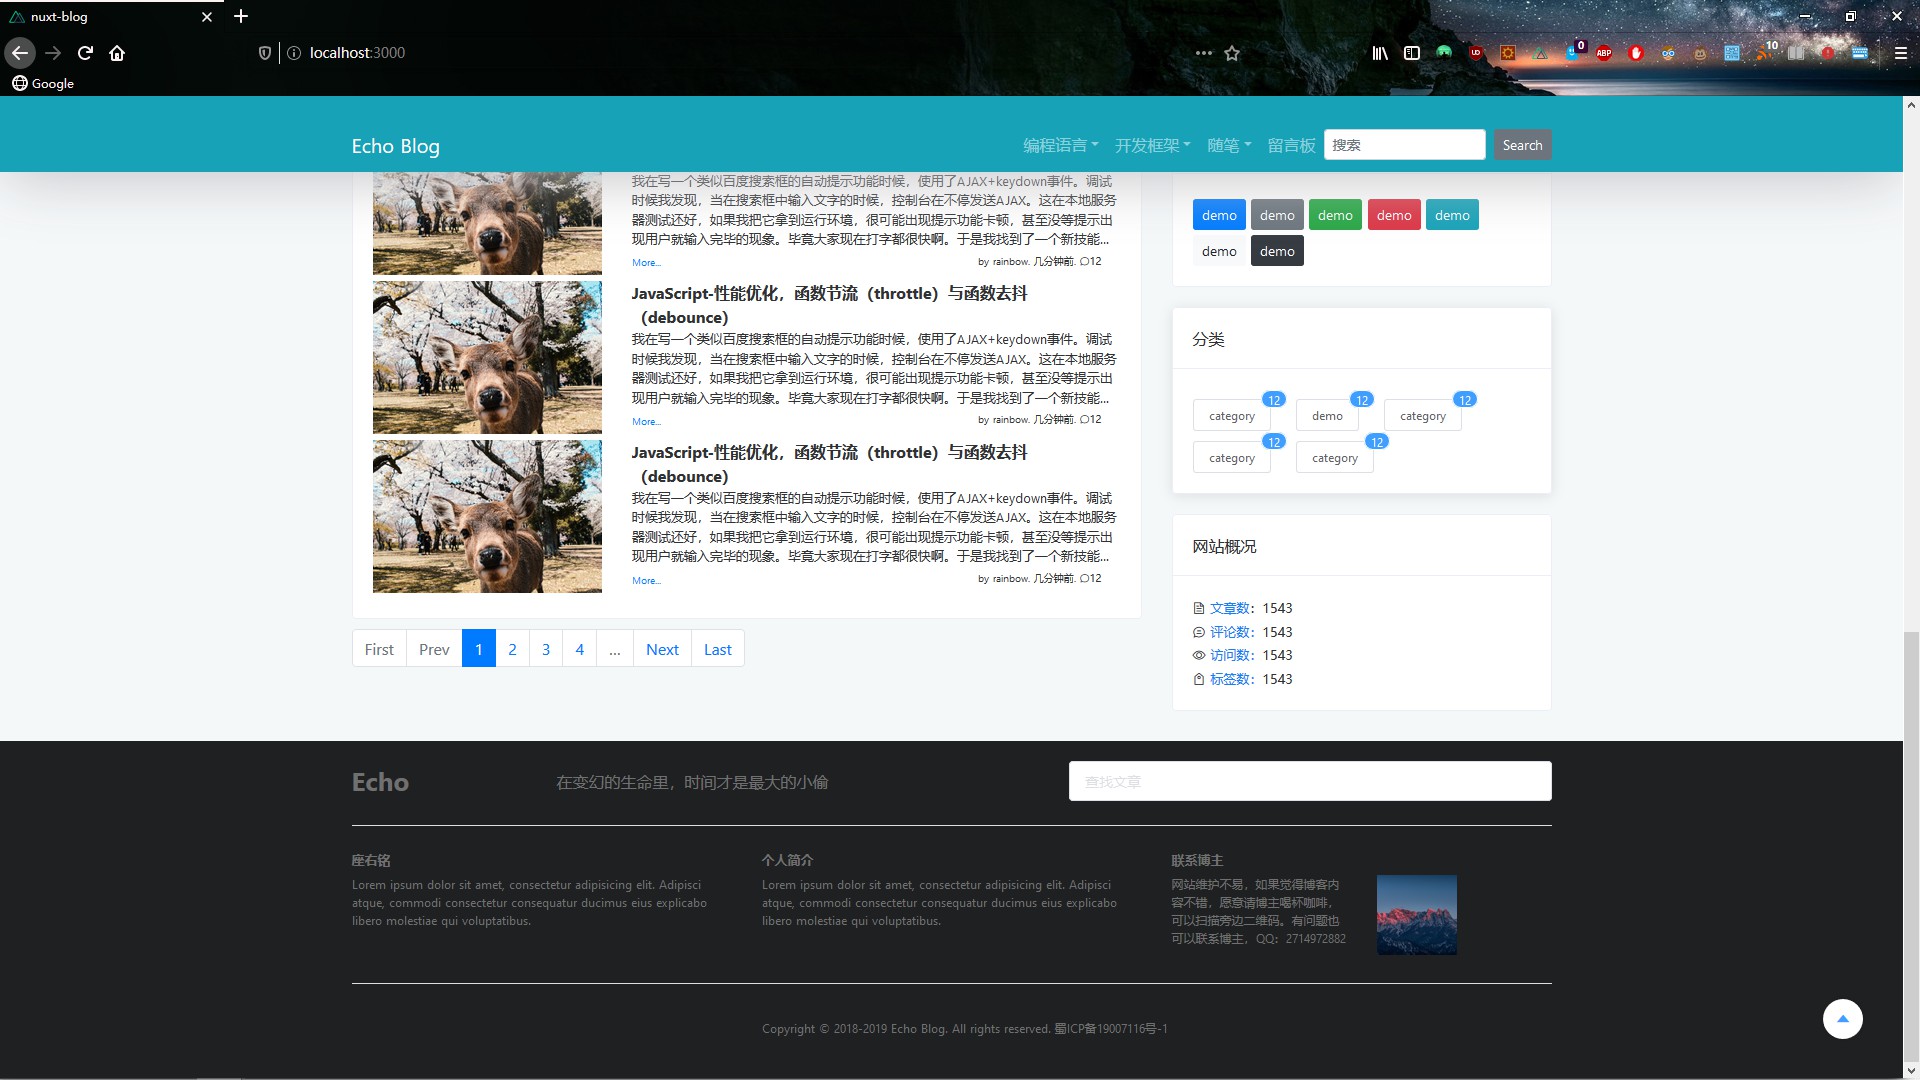 nuxt-blog
localhost:3000
0
10
UD
ABP
Google
Echo Blog
编程语言
开发框架
随笔
留言板
搜索
Search
我在写一个类似百度搜索框的自动提示功能时候，使用了AJAX+keydown事件。调试
时候我发现，当在搜索框中输入文字的时候，控制台在不停发送AJAX。这在本地服务
器测试还好，如果我把它拿到运行环境，很可能出现提示功能卡顿，甚至没等提示出
现用户就输入完毕的现象。毕竟大家现在打字都很快啊。于是我找到了一个新技能...
More...
by rainbow. 几分钟前. 12
JavaScript-性能优化，函数节流（throttle）与函数去抖
（debounce）
我在写一个类似百度搜索框的自动提示功能时候，使用了AJAX+keydown事件。调试
时候我发现，当在搜索框中输入文字的时候，控制台在不停发送AJAX。这在本地服务
器测试还好，如果我把它拿到运行环境，很可能出现提示功能卡顿，甚至没等提示出
现用户就输入完毕的现象。毕竟大家现在打字都很快啊。于是我找到了一个新技能...
More...
by rainbow. 几分钟前. 12
JavaScript-性能优化，函数节流（throttle）与函数去抖
（debounce）
我在写一个类似百度搜索框的自动提示功能时候，使用了AJAX+keydown事件。调试
时候我发现，当在搜索框中输入文字的时候，控制台在不停发送AJAX。这在本地服务
器测试还好，如果我把它拿到运行环境，很可能出现提示功能卡顿，甚至没等提示出
现用户就输入完毕的现象。毕竟大家现在打字都很快啊。于是我找到了一个新技能...
More...
by rainbow. 几分钟前. 12
First Prev 1 2 3 4 ... Next Last
demo demo demo demo demo
demo demo
分类
category 12 demo 12 category 12
category 12 category 12
网站概况
文章数：1543
评论数：1543
访问数：1543
标签数：1543
Echo
在变幻的生命里，时间才是最大的小偷
查找文章
座右铭
Lorem ipsum dolor sit amet, consectetur adipisicing elit. Adipisci
atque, commodi consectetur consequatur ducimus eius explicabo
libero molestiae qui voluptatibus.
个人简介
Lorem ipsum dolor sit amet, consectetur adipisicing elit. Adipisci
atque, commodi consectetur consequatur ducimus eius explicabo
libero molestiae qui voluptatibus.
联系博主
网站维护不易，如果觉得博客内
容不错，愿意请博主喝杯咖啡，
可以扫描旁边二维码。有问题也
可以联系博主，QQ：2714972882
Copyright © 2018-2019 Echo Blog. All rights reserved. 蜀ICP备19007116号-1